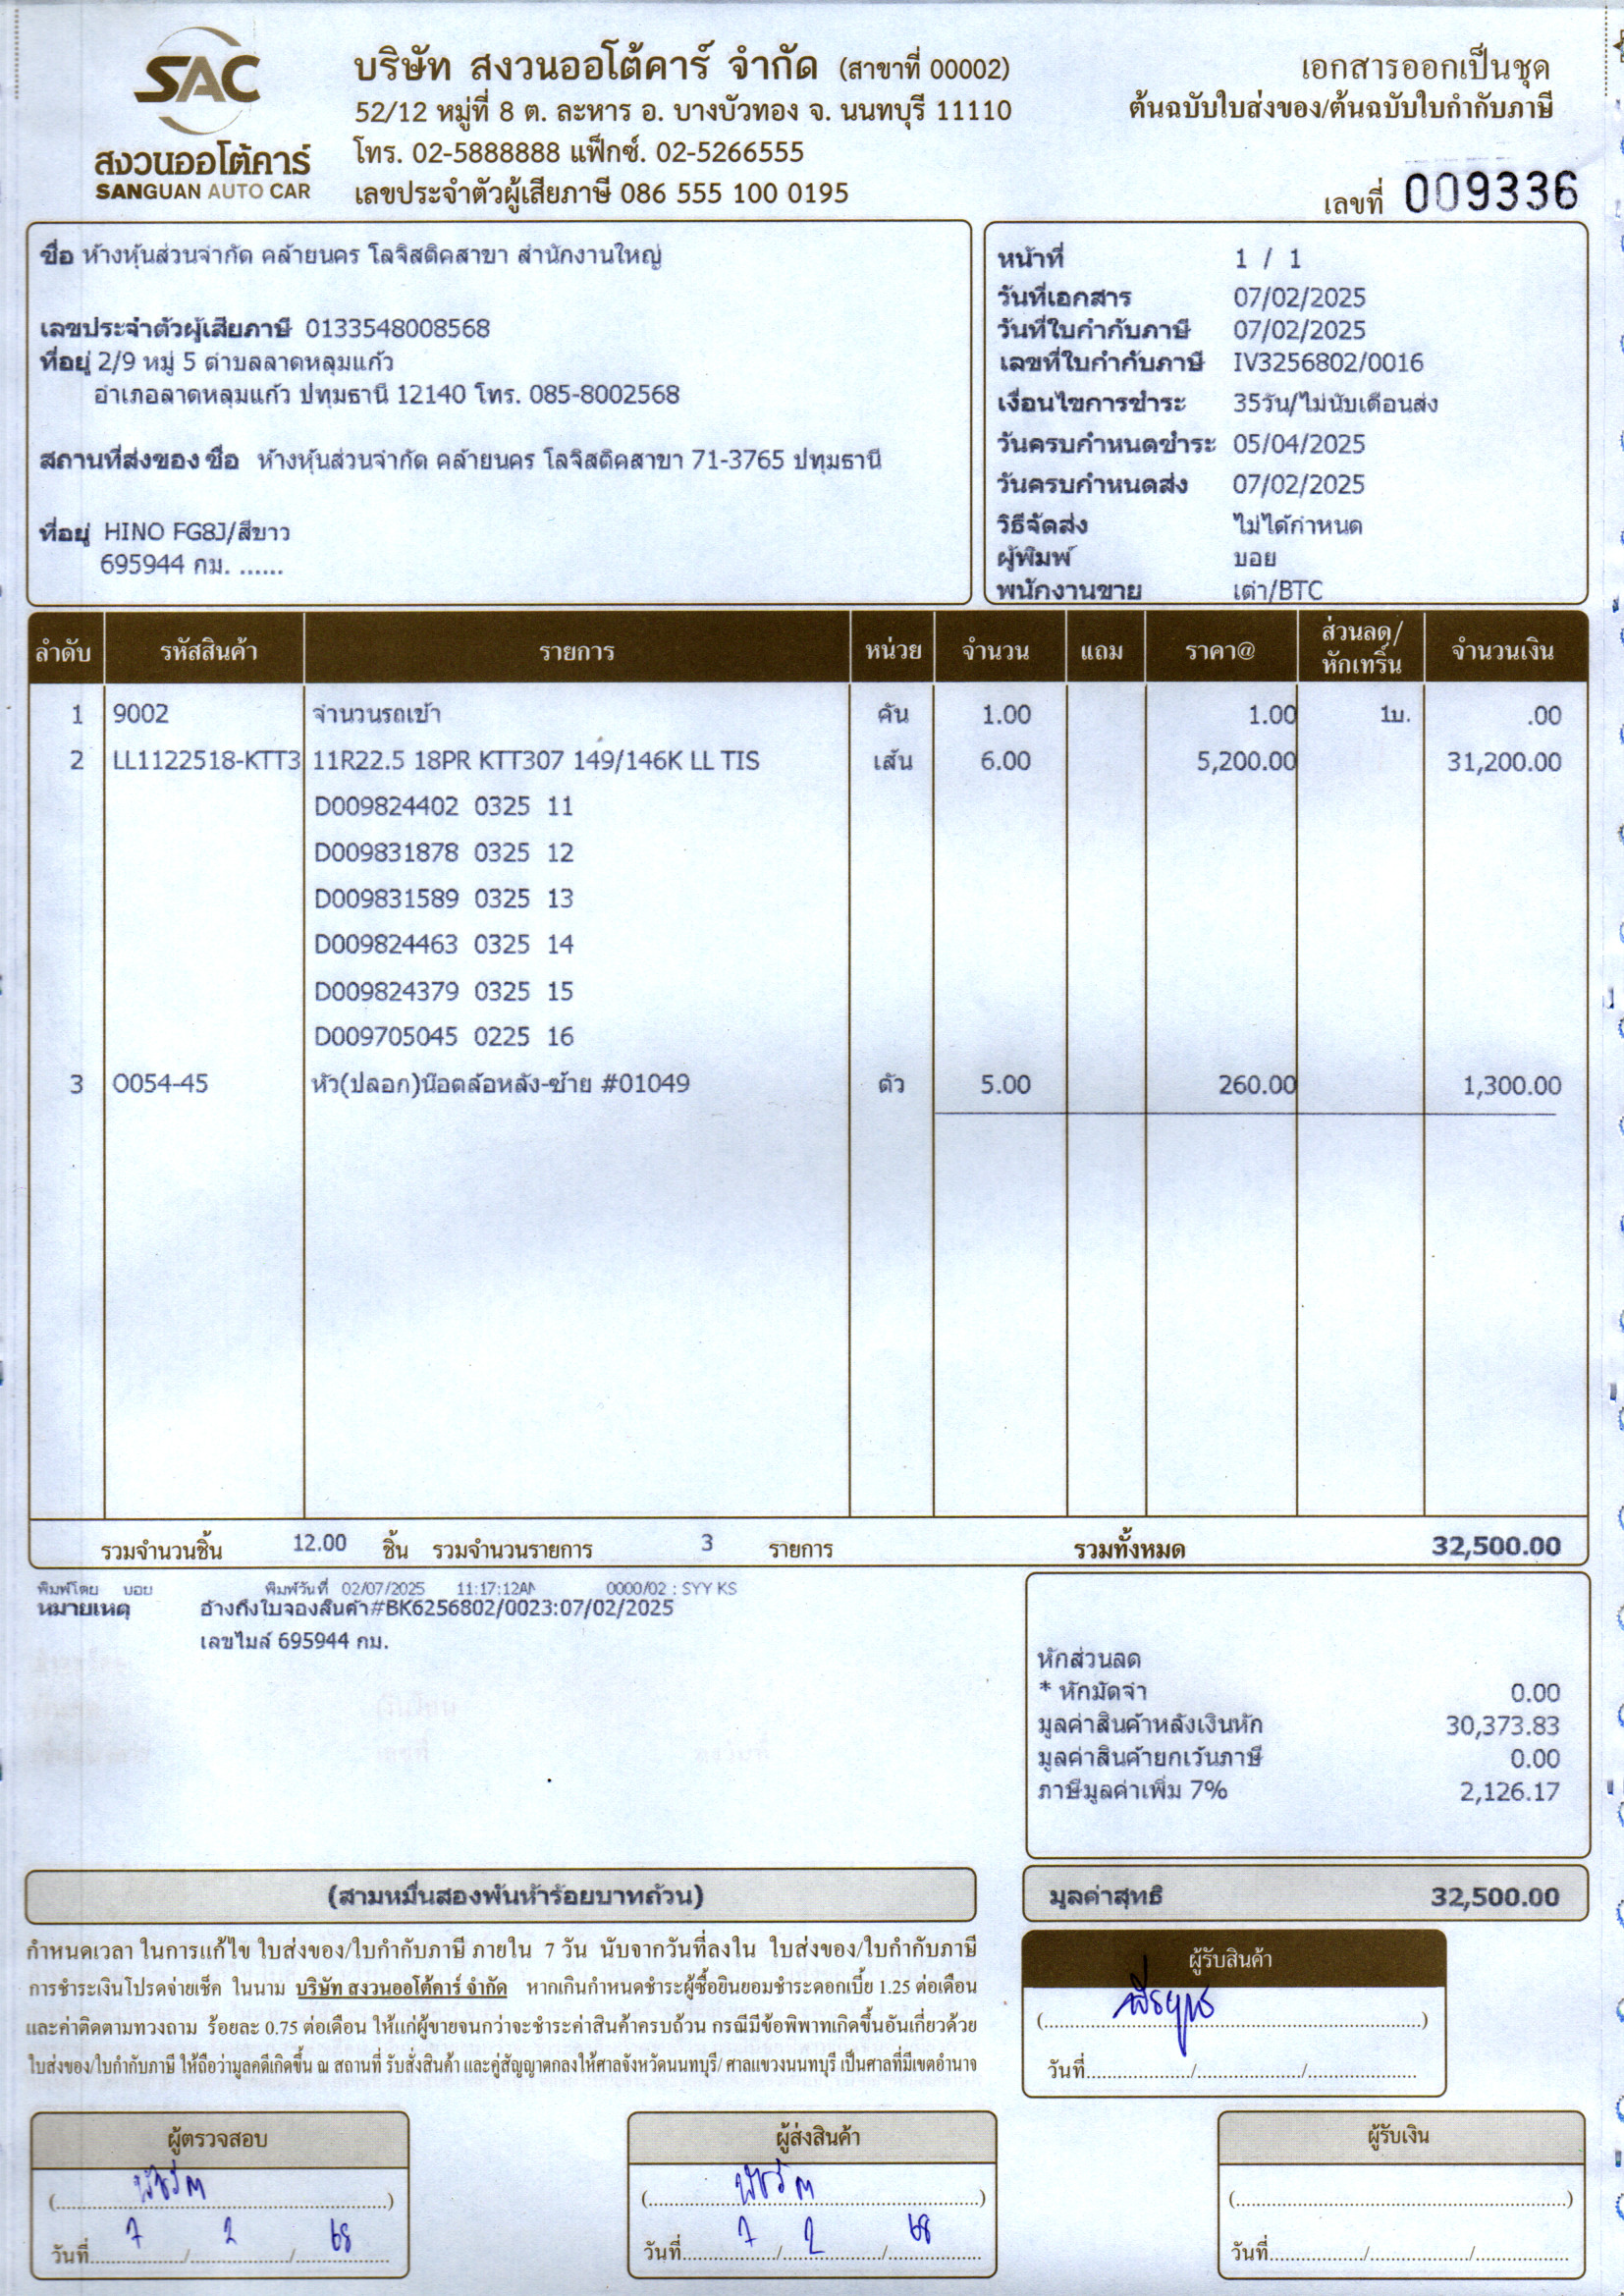 SAC
สงวนออโต้คาร์
SANGUAN AUTO CAR
บริษัท สงวนออโต้คาร์ จำกัด (สาขาที่ 00002)
52/12 หมู่ที่ 8 ต. ละหาร อ. บางบัวทอง จ. นนทบุรี 11110
โทร. 02-5888888 แฟ็กซ์. 02-5266555
เลขประจำตัวผู้เสียภาษี 086 555 100 0195
เอกสารออกเป็นชุด
ต้นฉบับใบส่งของ/ต้นฉบับใบกำกับภาษี
เลขที่ 009336
ชื่อ ห้างหุ้นส่วนจำกัด คล้ายนคร โลจิสติคสาขา สำนักงานใหญ่
เลขประจำตัวผู้เสียภาษี 0133548008568
ที่อยู่ 2/9 หมู่ 5 ตำบลลาดหลุมแก้ว
อำเภอลาดหลุมแก้ว ปทุมธานี 12140 โทร. 085-8002568
สถานที่ส่งของ ชื่อ ห้างหุ้นส่วนจำกัด คล้ายนคร โลจิสติคสาขา 71-3765 ปทุมธานี
ที่อยู่ HINO FG8J/สีขาว
695944 กม. ......
หน้าที่ 1 / 1
วันที่เอกสาร 07/02/2025
วันที่ใบกำกับภาษี 07/02/2025
เลขที่ใบกำกับภาษี IV3256802/0016
เงื่อนไขการชำระ 35วัน/ไม่นับเดือนส่ง
วันครบกำหนดชำระ 05/04/2025
วันครบกำหนดส่ง 07/02/2025
วิธีจัดส่ง ไม่ได้กำหนด
ผู้พิมพ์ บอย
พนักงานขาย เต่า/BTC
ลำดับ รหัสสินค้า รายการ หน่วย จำนวน แถม ราคา@ ส่วนลด/หักเทริ์น จำนวนเงิน
1 9002 จำนวนรถเข้า คัน 1.00 1.00 1บ. .00
2 LL1122518-KTT3 11R22.5 18PR KTT307 149/146K LL TIS เส้น 6.00 5,200.00 31,200.00
D009824402 0325 11
D009831878 0325 12
D009831589 0325 13
D009824463 0325 14
D009824379 0325 15
D009705045 0225 16
3 O054-45 หัว(ปลอก)น๊อตล้อหลัง-ซ้าย #01049 ตัว 5.00 260.00 1,300.00
รวมจำนวนชิ้น 12.00 ชิ้น รวมจำนวนรายการ 3 รายการ รวมทั้งหมด 32,500.00
พิมพ์โดย บอย พิมพ์วันที่ 02/07/2025 11:17:12AM 0000/02 : SYY KS
หมายเหตุ อ้างถึงใบจองสินค้า#BK6256802/0023:07/02/2025
เลขไมล์ 695944 กม.
หักส่วนลด
* หักมัดจำ 0.00
มูลค่าสินค้าหลังเงินหัก 30,373.83
มูลค่าสินค้ายกเว้นภาษี 0.00
ภาษีมูลค่าเพิ่ม 7% 2,126.17
(สามหมื่นสองพันห้าร้อยบาทถ้วน)
มูลค่าสุทธิ 32,500.00
กำหนดเวลา ในการแก้ไข ใบส่งของ/ใบกำกับภาษี ภายใน 7 วัน นับจากวันที่ลงใน ใบส่งของ/ใบกำกับภาษี
การชำระเงินโปรดจ่ายเช็ค ในนาม บริษัท สงวนออโต้คาร์ จำกัด หากเกินกำหนดชำระผู้ซื้อยินยอมชำระดอกเบี้ย 1.25 ต่อเดือน
และค่าติดตามทวงถาม ร้อยละ 0.75 ต่อเดือน ให้แก่ผู้ขายจนกว่าจะชำระค่าสินค้าครบถ้วน กรณีมีข้อพิพาทเกิดขึ้นอันเกี่ยวด้วย
ใบส่งของ/ใบกำกับภาษี ให้ถือว่ามูลคดีเกิดขึ้น ณ สถานที่ รับสั่งสินค้า และคู่สัญญาตกลงให้ศาลจังหวัดนนทบุรี/ ศาลแขวงนนทบุรี เป็นศาลที่มีเขตอำนาจ
ผู้รับสินค้า
วันที่............/............/............
ผู้ตรวจสอบ
วันที่ 7 / 2 / 68
ผู้ส่งสินค้า
วันที่ 7 / 2 / 68
ผู้รับเงิน
วันที่............/............/............